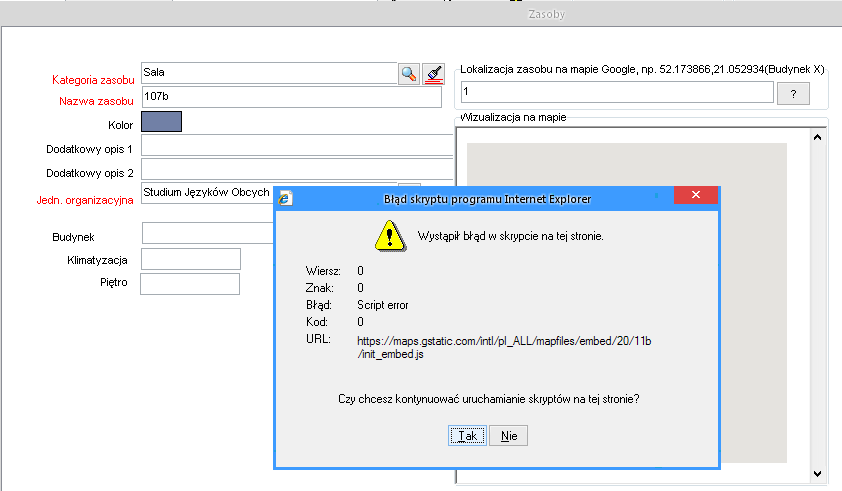 Zasoby
Kategoria zasobu
Sala
Nazwa zasobu
107b
Kolor
Dodatkowy opis 1
Dodatkowy opis 2
Jedn. organizacyjna
Studium Języków Obcych
Budynek
Klimatyzacja
Piętro
Lokalizacja zasobu na mapie Google, np. 52.173866,21.052934(Budynek X)
1
?
Wizualizacja na mapie
Błąd skryptu programu Internet Explorer
Wystąpił błąd w skrypcie na tej stronie.
Wiersz: 0
Znak: 0
Błąd: Script error
Kod: 0
URL: https://maps.gstatic.com/intl/pl_ALL/mapfiles/embed/20/11b
/init_embed.js
Czy chcesz kontynuować uruchamianie skryptów na tej stronie?
Tak Nie